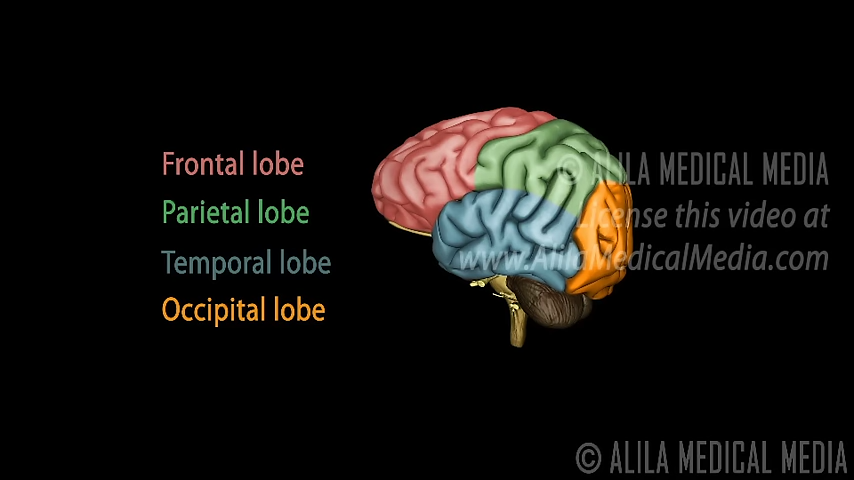 Frontal lobe
Parietal lobe
Temporal lobe
Occipital lobe
© ALILA MEDICAL MEDIA
License this video at
www.AlilaMedicalMedia.com
© ALILA MEDICAL MEDIA